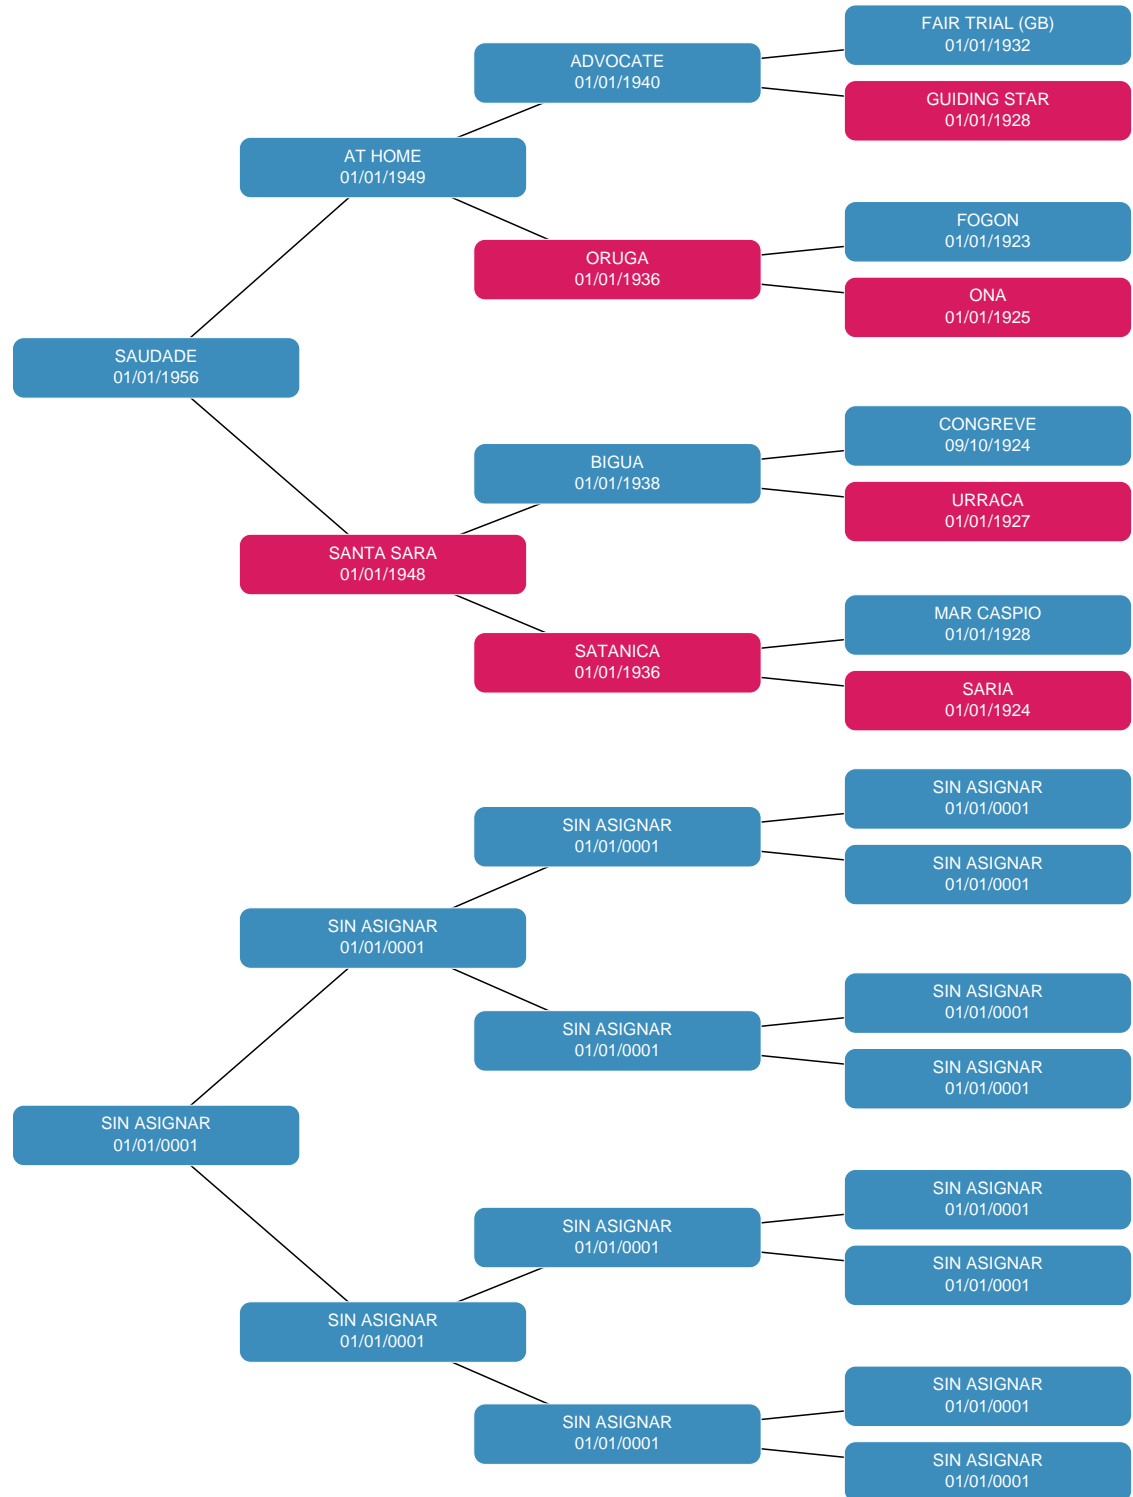 FAIR TRIAL (GB)
01/01/1932
ADVOCATE
01/01/1940
GUIDING STAR
01/01/1928
AT HOME
01/01/1949
FOGON
01/01/1923
ORUGA
01/01/1936
ONA
01/01/1925
SAUDADE
01/01/1956
CONGREVE
09/10/1924
BIGUA
01/01/1938
URRACA
01/01/1927
SANTA SARA
01/01/1948
MAR CASPIO
01/01/1928
SATANICA
01/01/1936
SARIA
01/01/1924
SIN ASIGNAR
01/01/0001
SIN ASIGNAR
01/01/0001
SIN ASIGNAR
01/01/0001
SIN ASIGNAR
01/01/0001
SIN ASIGNAR
01/01/0001
SIN ASIGNAR
01/01/0001
SIN ASIGNAR
01/01/0001
SIN ASIGNAR
01/01/0001
SIN ASIGNAR
01/01/0001
SIN ASIGNAR
01/01/0001
SIN ASIGNAR
01/01/0001
SIN ASIGNAR
01/01/0001
SIN ASIGNAR
01/01/0001
SIN ASIGNAR
01/01/0001
SIN ASIGNAR
01/01/0001